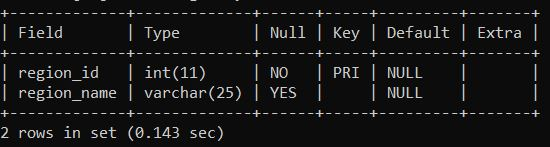 +-------------+-------------+------+-----+---------+-------+
| Field       | Type        | Null | Key | Default | Extra |
+-------------+-------------+------+-----+---------+-------+
| region_id   | int(11)     | NO   | PRI | NULL    |       |
| region_name | varchar(25) | YES  |     | NULL    |       |
+-------------+-------------+------+-----+---------+-------+
2 rows in set (0.143 sec)